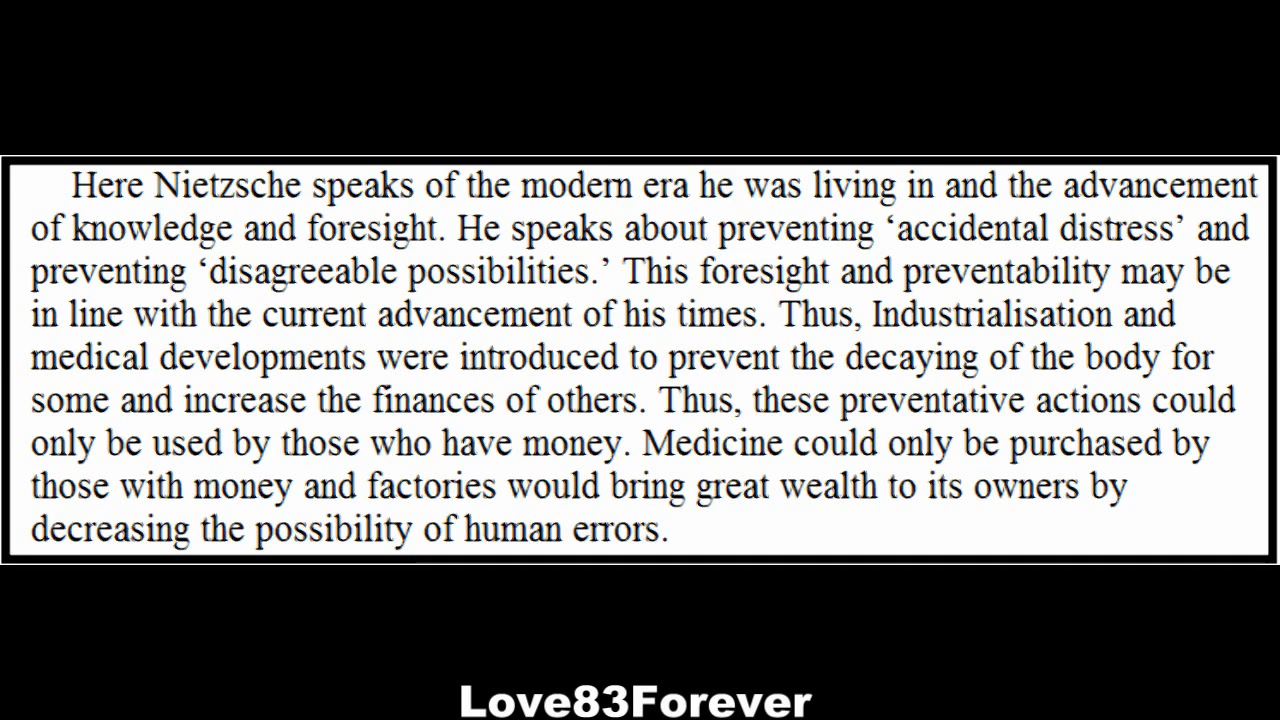 Here Nietzsche speaks of the modern era he was living in and the advancement
of knowledge and foresight. He speaks about preventing ‘accidental distress’ and
preventing ‘disagreeable possibilities.’ This foresight and preventability may be
in line with the current advancement of his times. Thus, Industrialisation and
medical developments were introduced to prevent the decaying of the body for
some and increase the finances of others. Thus, these preventative actions could
only be used by those who have money. Medicine could only be purchased by
those with money and factories would bring great wealth to its owners by
decreasing the possibility of human errors.
Love83Forever